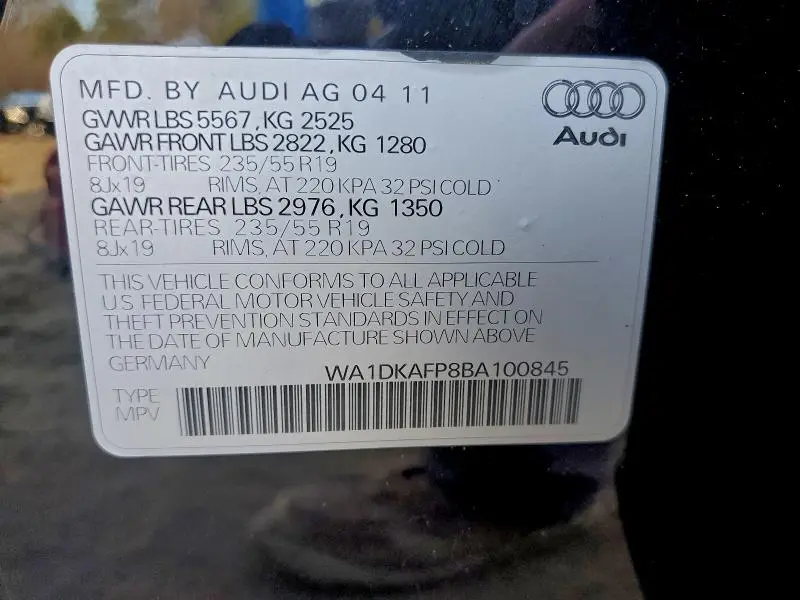 MFD. BY AUDI AG 04 11
GVWR LBS 5567, KG 2525
GAWR FRONT LBS 2822, KG 1280
FRONT-TIRES 235/55 R19
8Jx19 RIMS, AT 220 KPA 32 PSI COLD
GAWR REAR LBS 2976, KG 1350
REAR-TIRES 235/55 R19
8Jx19 RIMS, AT 220 KPA 32 PSI COLD
Audi
THIS VEHICLE CONFORMS TO ALL APPLICABLE
U.S FEDERAL MOTOR VEHICLE SAFETY AND
THEFT PREVENTION STANDARDS IN EFFECT ON
THE DATE OF MANUFACTURE SHOWN ABOVE
GERMANY
WA1DKAFP8BA100845
TYPE
MPV